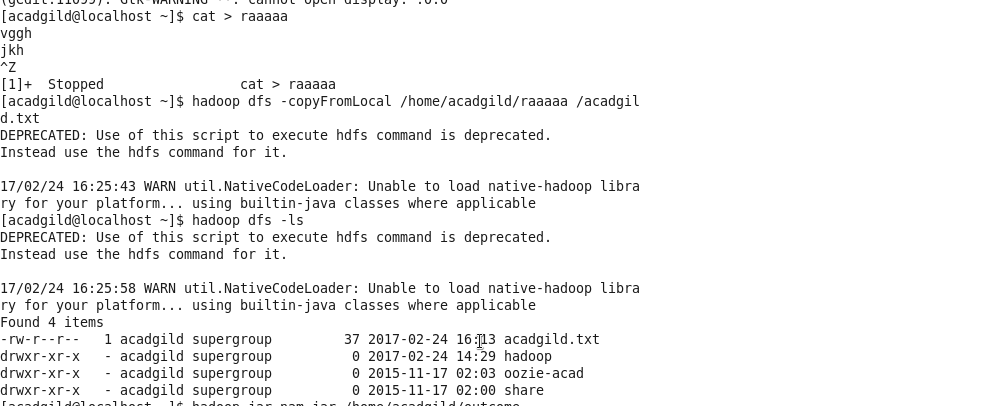 (gedit:11099): Gtk-WARNING **: cannot open display: :0.0
[acadgild@localhost ~]$ cat > raaaaa
vggh
jkh
^Z
[1]+  Stopped                 cat > raaaaa
[acadgild@localhost ~]$ hadoop dfs -copyFromLocal /home/acadgild/raaaaa /acadgil
d.txt
DEPRECATED: Use of this script to execute hdfs command is deprecated.
Instead use the hdfs command for it.
17/02/24 16:25:43 WARN util.NativeCodeLoader: Unable to load native-hadoop libra
ry for your platform... using builtin-java classes where applicable
[acadgild@localhost ~]$ hadoop dfs -ls
DEPRECATED: Use of this script to execute hdfs command is deprecated.
Instead use the hdfs command for it.
17/02/24 16:25:58 WARN util.NativeCodeLoader: Unable to load native-hadoop libra
ry for your platform... using builtin-java classes where applicable
Found 4 items
-rw-r--r--   1 acadgild supergroup         37 2017-02-24 16:13 acadgild.txt
drwxr-xr-x   - acadgild supergroup          0 2017-02-24 14:29 hadoop
drwxr-xr-x   - acadgild supergroup          0 2015-11-17 02:03 oozie-acad
drwxr-xr-x   - acadgild supergroup          0 2015-11-17 02:00 share
[acadgild@localhost ~]$ hadoop jar pam.jar /home/acadgild/outcome